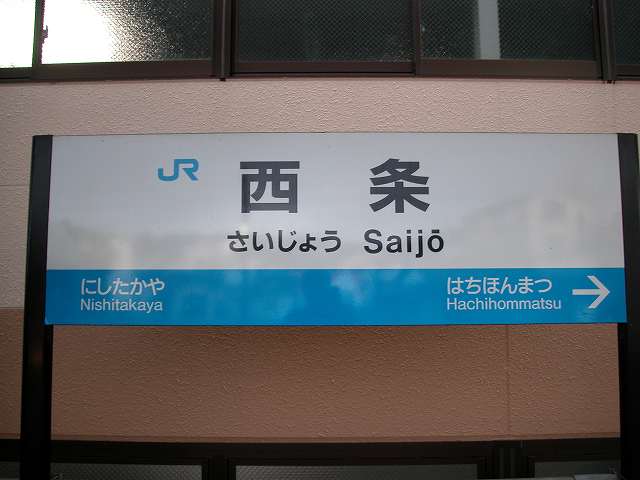 JR 西条
さいじょう Saijō
にしたかや はちほんまつ →
Nishitakaya Hachihommatsu